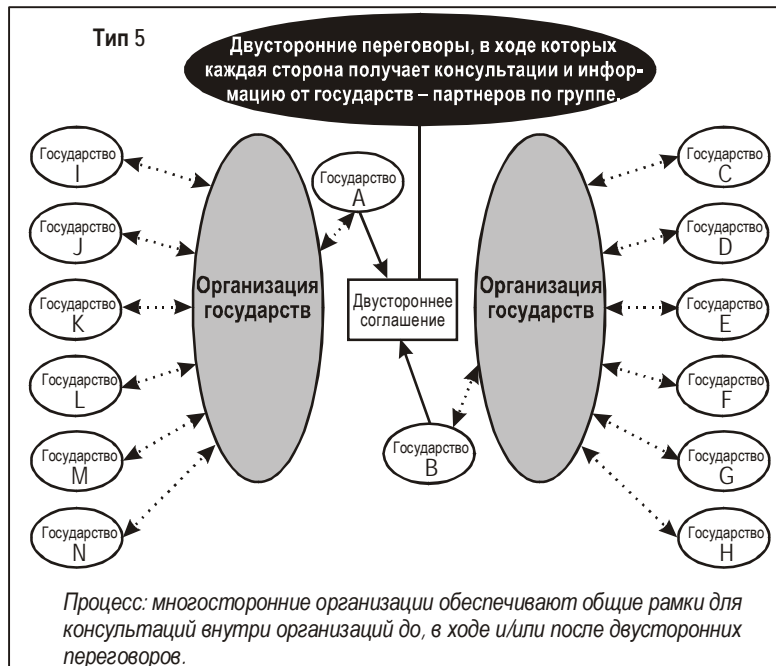 Тип 5
Двусторонние переговоры, в ходе которых
каждая сторона получает консультации и инфор-
мацию от государств – партнеров по группе.
Государство
I
Государство
J
Государство
K
Государство
L
Государство
M
Государство
N
Организация
государств
Государство
A
Двустороннее
соглашение
Государство
B
Организация
государств
Государство
C
Государство
D
Государство
E
Государство
F
Государство
G
Государство
H
Процесс: многосторонние организации обеспечивают общие рамки для
консультаций внутри организаций до, в ходе и/или после двусторонних
переговоров.